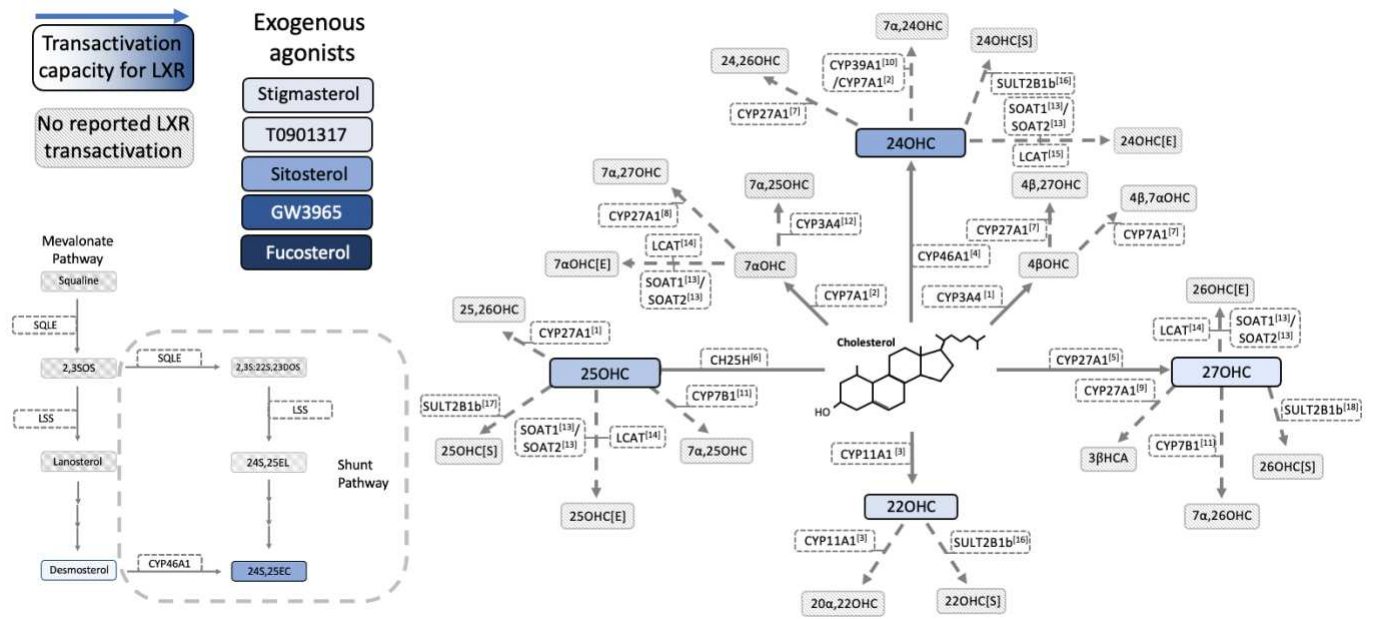 Transactivation
capacity for LXR
No reported LXR
transactivation
Exogenous
agonists
Stigmasterol
T0901317
Sitosterol
GW3965
Fucosterol
Mevalonate
Pathway
Squaline
SQLE
2,3SOS
SQLE
2,3S:22S,23DOS
LSS
LSS
Lanosterol
24S,25EL
Shunt
Pathway
Desmosterol
CYP46A1
24S,25EC
7α,24OHC
24OHC[S]
24,26OHC
CYP39A1[10]
/CYP7A1[2]
SULT2B1b[16]
CYP27A1[7]
SOAT1[13]/
SOAT2[13]
24OHC
24OHC[E]
LCAT[15]
7α,27OHC
7α,25OHC
4β,27OHC
4β,7αOHC
CYP27A1[8]
CYP3A4[12]
CYP27A1[7]
CYP7A1[7]
LCAT[14]
7αOHC[E]
7αOHC
CYP46A1[4]
4βOHC
SOAT1[13]/
SOAT2[13]
CYP7A1[2]
CYP3A4[1]
26OHC[E]
25,26OHC
CYP27A1[1]
LCAT[14]
SOAT1[13]/
SOAT2[13]
Cholesterol
HO
CH25H[6]
CYP27A1[5]
25OHC
27OHC
SULT2B1b[17]
CYP7B1[11]
CYP27A1[9]
SULT2B1b[18]
SOAT1[13]/
SOAT2[13]
LCAT[14]
CYP7B1[11]
25OHC[S]
7α,25OHC
CYP11A1[3]
3βHCA
26OHC[S]
25OHC[E]
22OHC
7α,26OHC
CYP11A1[3]
SULT2B1b[16]
20α,22OHC
22OHC[S]